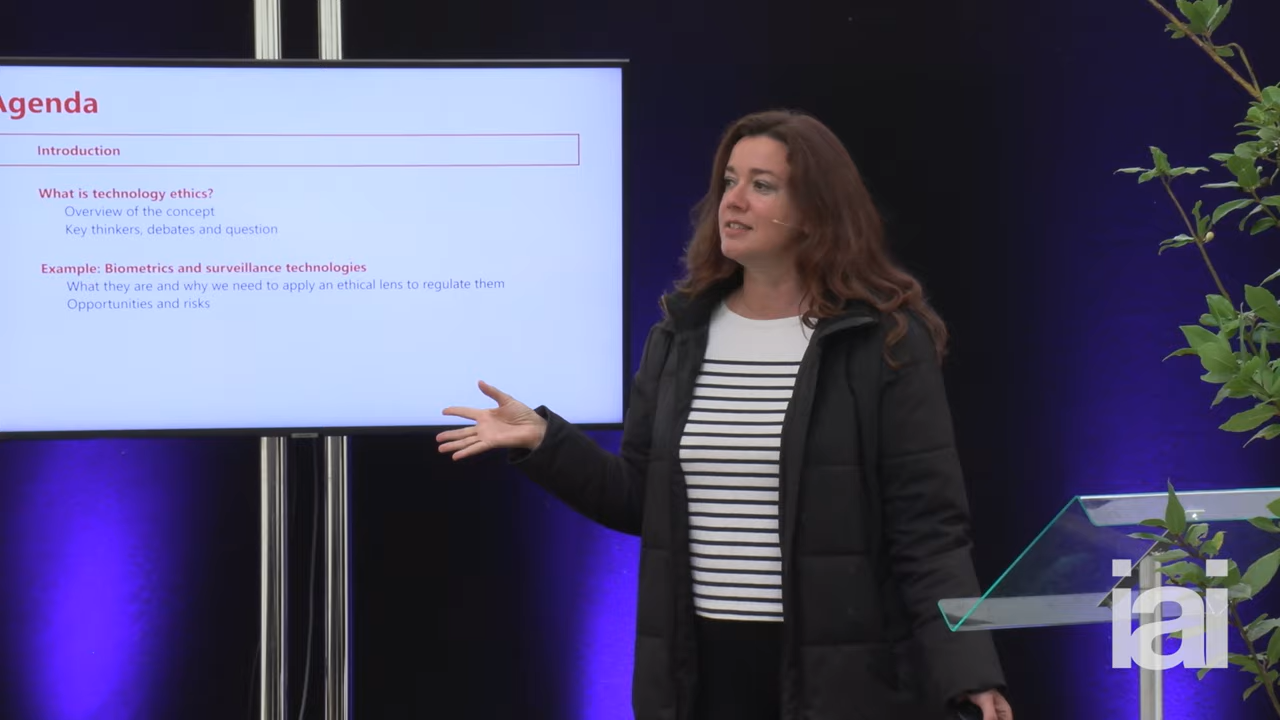 Agenda
Introduction
What is technology ethics?
Overview of the concept
Key thinkers, debates and question
Example: Biometrics and surveillance technologies
What they are and why we need to apply an ethical lens to regulate them
Opportunities and risks
iai